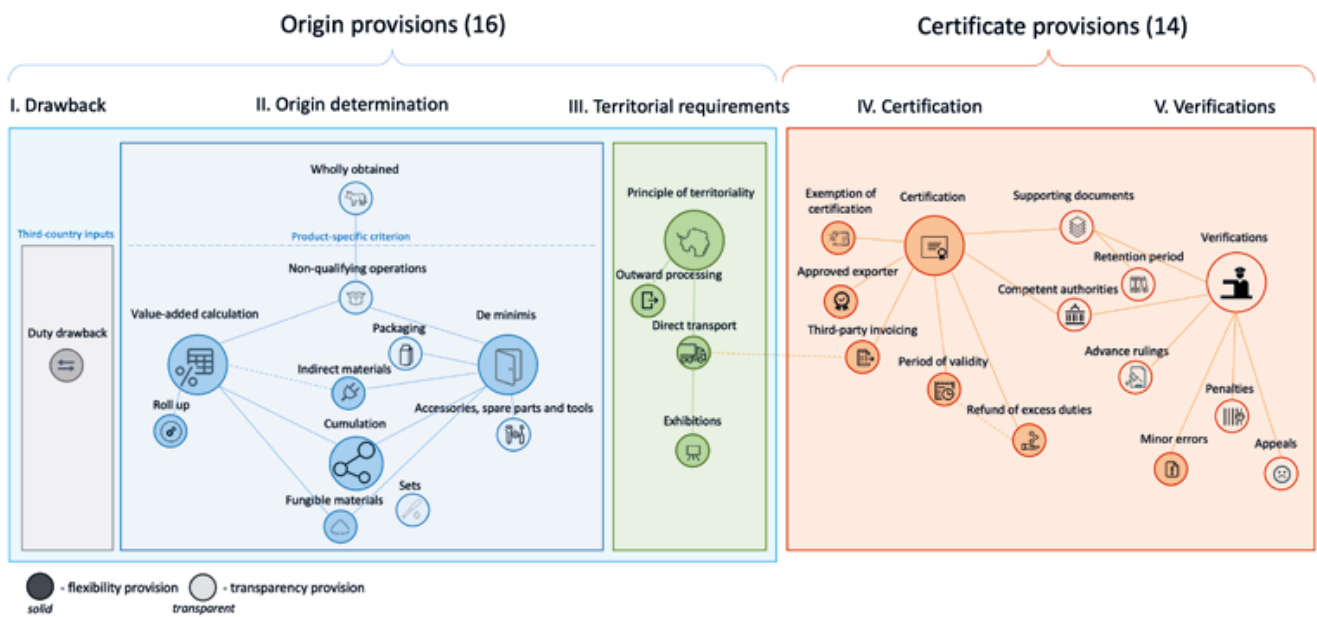 Origin provisions (16)
Certificate provisions (14)
I. Drawback
II. Origin determination
III. Territorial requirements
IV. Certification
V. Verifications
Third-country inputs
Duty drawback
Wholly obtained
Product-specific criterion
Non-qualifying operations
Value-added calculation
Packaging
De minimis
Indirect materials
Roll up
Accessories, spare parts and tools
Cumulation
Sets
Fungible materials
Principle of territoriality
Outward processing
Direct transport
Exhibitions
Exemption of
certification
Certification
Supporting documents
Verifications
Retention period
Approved exporter
Competent authorities
Third-party invoicing
Period of validity
Advance rulings
Penalties
Refund of excess duties
Minor errors
Appeals
- flexibility provision
- transparency provision
solid
transparent